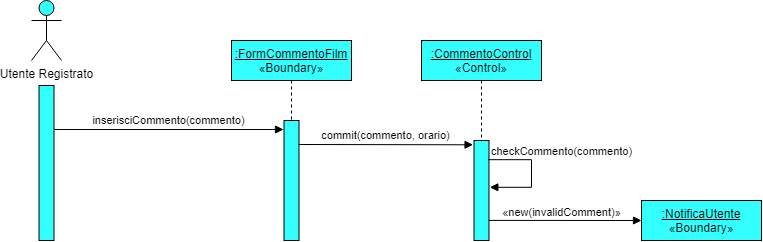 :FormCommentoFilm
«Boundary»
:CommentoControl
«Control»
Utente Registrato
inserisciCommento(commento)
commit(commento, orario)
checkCommento(commento)
«new(invalidComment)»
:NotificaUtente
«Boundary»